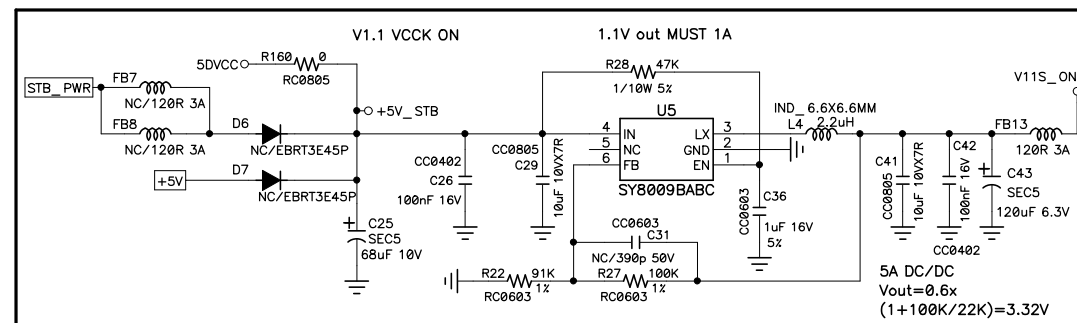 V1.1 VCCK ON
1.1V out MUST 1A
5DVCC
R160
0
RC0805
STB_PWR
FB7
NC/120R 3A
FB8
NC/120R 3A
D6
NC/EBRT3E45P
+5V_STB
+5V
D7
NC/EBRT3E45P
C25
SEC5
68uF 10V
CC0402
C26
100nF 16V
CC0805
C29
10uF 10VX7R
R28
47K
1/10W 5%
U5
4
IN
LX
3
5
NC
GND
2
6
FB
EN
1
SY8009BABC
IND_6.6X6.6MM
L4
2.2uH
C36
1uF 16V
5%
CC0603
CC0603
C31
NC/390p 50V
R22
91K
1%
RC0603
R27
100K
1%
RC0603
V11S_ON
FB13
120R 3A
C41
CC0805
10uF 10VX7R
C42
100nF 16V
CC0402
C43
SEC5
120uF 6.3V
5A DC/DC
Vout=0.6x
(1+100K/22K)=3.32V